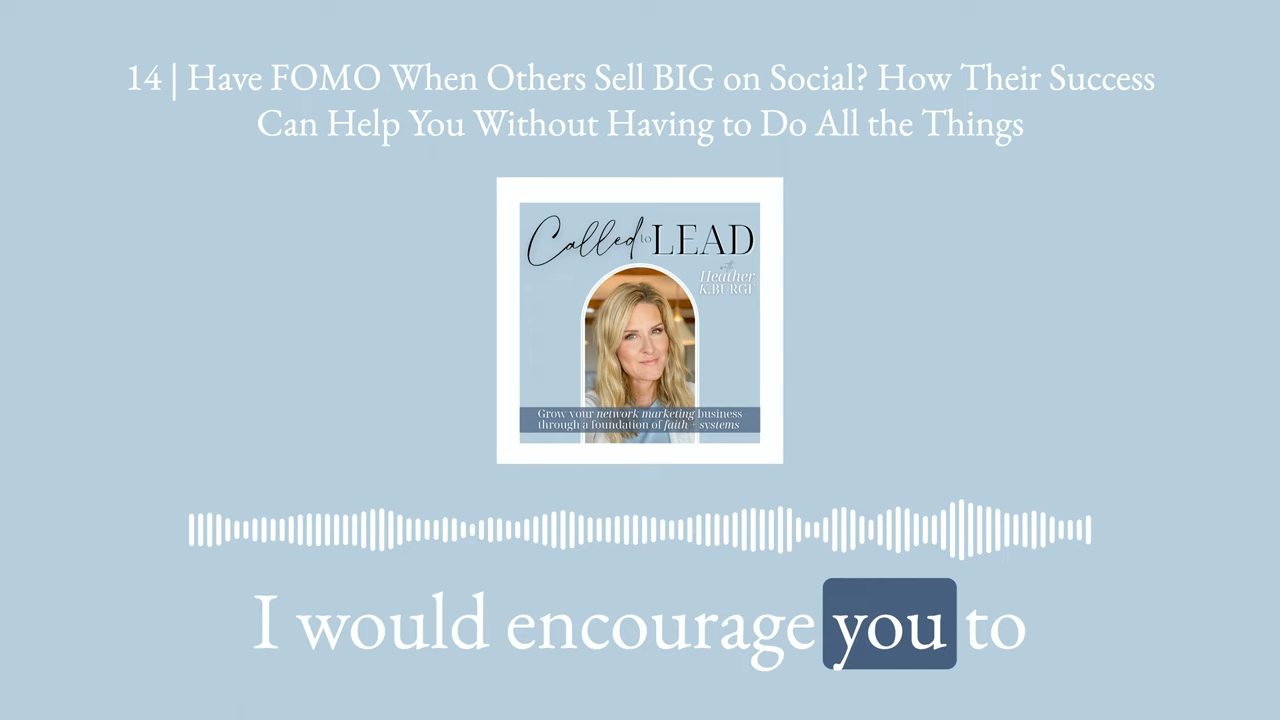 14 | Have FOMO When Others Sell BIG on Social? How Their Success
Can Help You Without Having to Do All the Things
Called to LEAD
with
Heather
K.BURGE
Grow your network marketing business
through a foundation of faith + systems
I would encourage you to